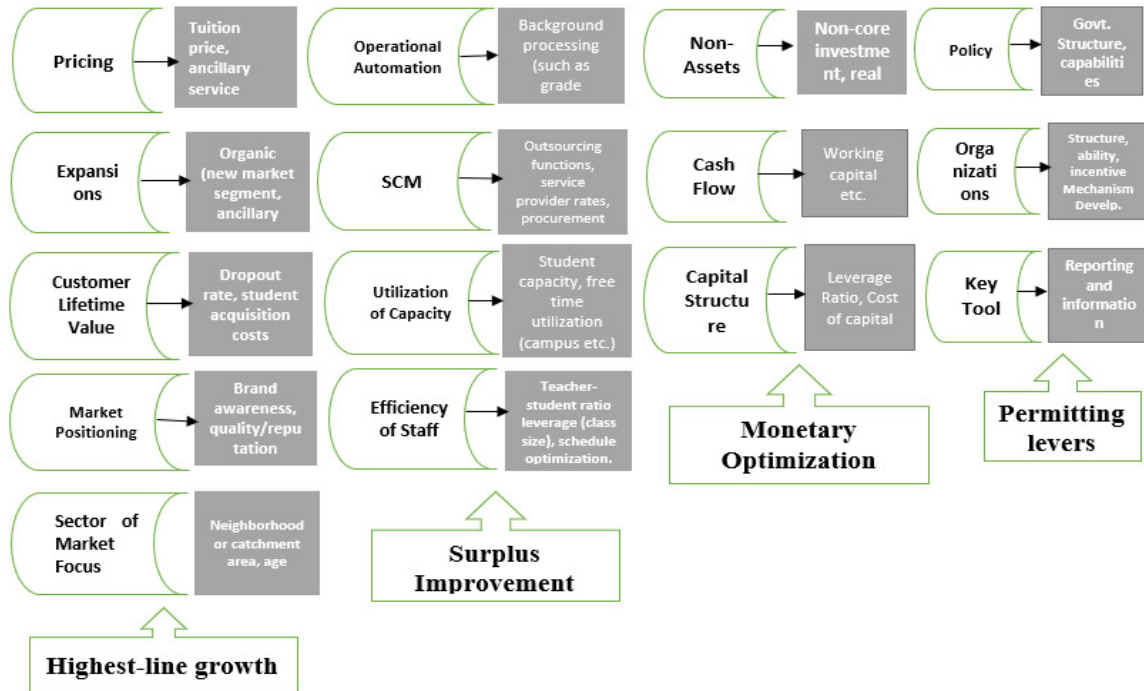 Pricing
Tuition
price,
ancillary
service
Expansi
ons
Organic
(new market
segment,
ancillary
Customer
Lifetime
Value
Dropout
rate, student
acquisition
costs
Market
Positioning
Brand
awareness,
quality/repu
tation
Sector of
Market
Focus
Neighborhood
or catchment
area, age
Highest-line growth
Operational
Automation
Background
processing
(such as
grade
SCM
Outsourcing
functions,
service
provider rates,
procurement
Utilization
of Capacity
Student
capacity, free
time
utilization
(campus etc.)
Efficiency
of Staff
Teacher-
student ratio
leverage (class
size), schedule
optimization.
Surplus
Improvement
Non-
Assets
Non-core
investme
nt, real
Cash
Flow
Working
capital
etc.
Capital
Structu
re
Leverage
Ratio, Cost
of capital
Monetary
Optimization
Policy
Govt.
Structure,
capabiliti
es
Org
anizati
ons
Structure,
ability,
incentive
Mechanism
Develp.
Key
Tool
Reporting
and
informatio
n
Permitting
levers